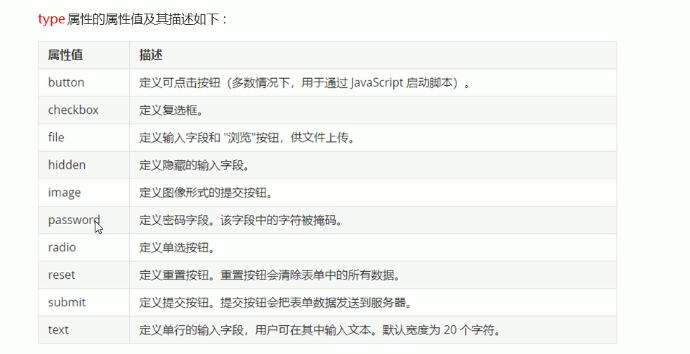 type 属性的属性值及其描述如下：
属性值 描述
button 定义可点击按钮（多数情况下，用于通过 JavaScript 启动脚本）。
checkbox 定义复选框。
file 定义输入字段和 "浏览"按钮，供文件上传。
hidden 定义隐藏的输入字段。
image 定义图像形式的提交按钮。
password 定义密码字段。该字段中的字符被掩码。
radio 定义单选按钮。
reset 定义重置按钮。重置按钮会清除表单中的所有数据。
submit 定义提交按钮。提交按钮会把表单数据发送到服务器。
text 定义单行的输入字段，用户可在其中输入文本。默认宽度为 20 个字符。